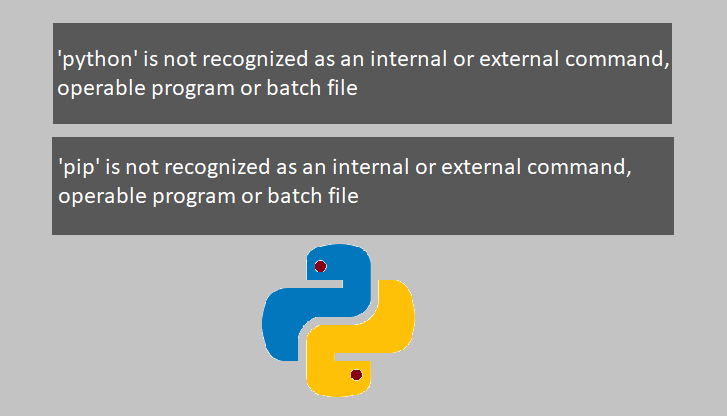 'python' is not recognized as an internal or external command,
operable program or batch file
'pip' is not recognized as an internal or external command,
operable program or batch file